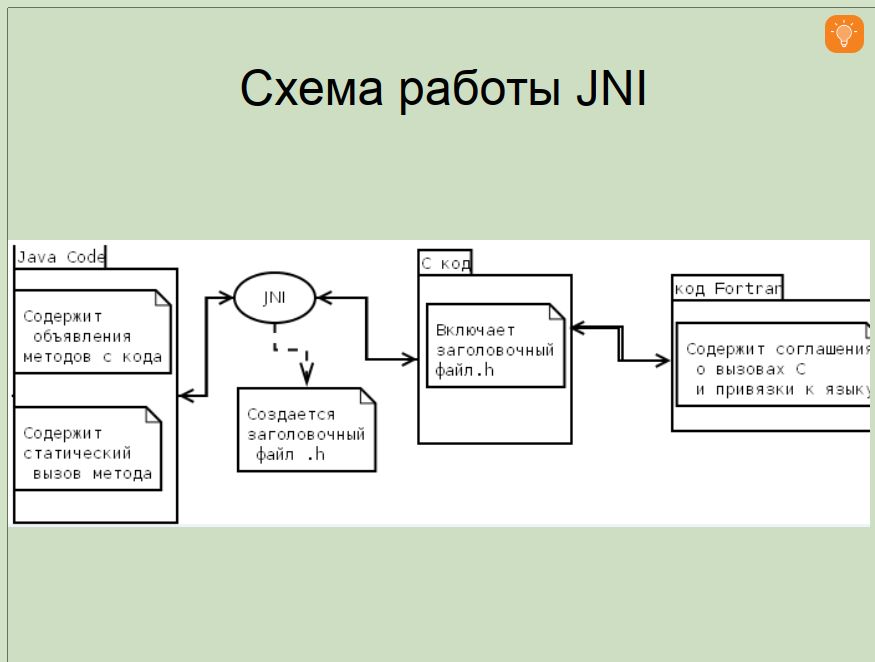 Схема работы JNI
Java Code
Содержит
объявления
методов с кода
Содержит
статический
вызов метода
JNI
Создается
заголовочный
файл .h
С код
Включает
заголовочный
файл.h
код Fortran
Содержит соглашения
о вызовах С
и привязки к языку